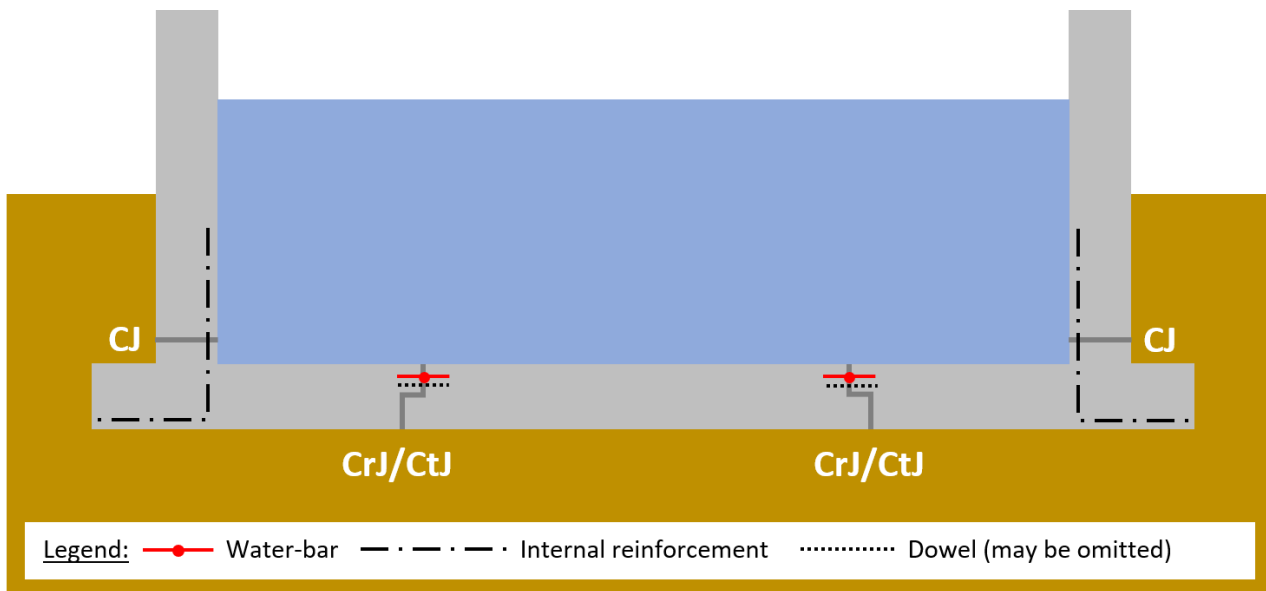 CJ
CJ
CrJ/CtJ
CrJ/CtJ
Legend: Water-bar Internal reinforcement Dowel (may be omitted)